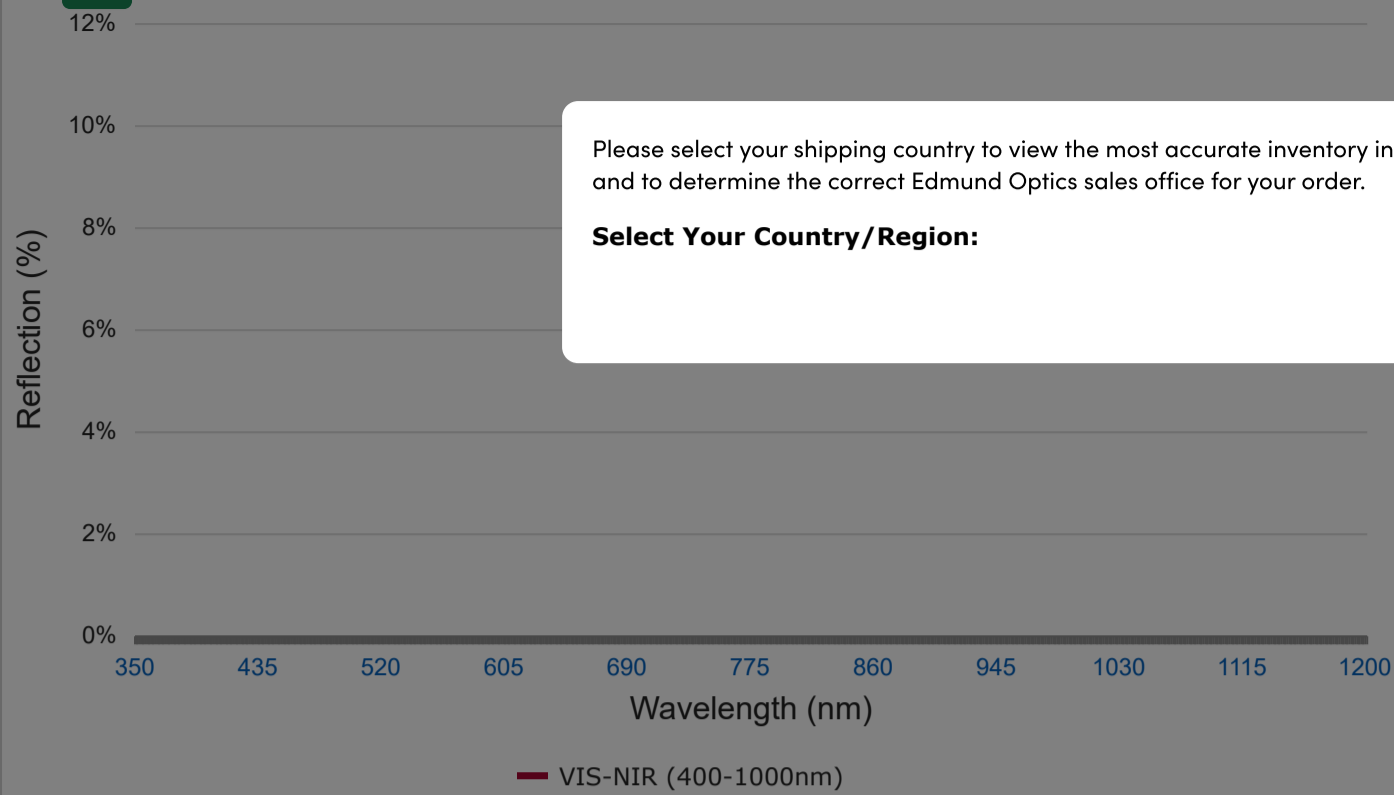 12%
10%
8%
6%
4%
2%
0%
Reflection (%)
350 435 520 605 690 775 860 945 1030 1115 1200
Wavelength (nm)
VIS-NIR (400-1000nm)
Please select your shipping country to view the most accurate inventory in
and to determine the correct Edmund Optics sales office for your order.
Select Your Country/Region: